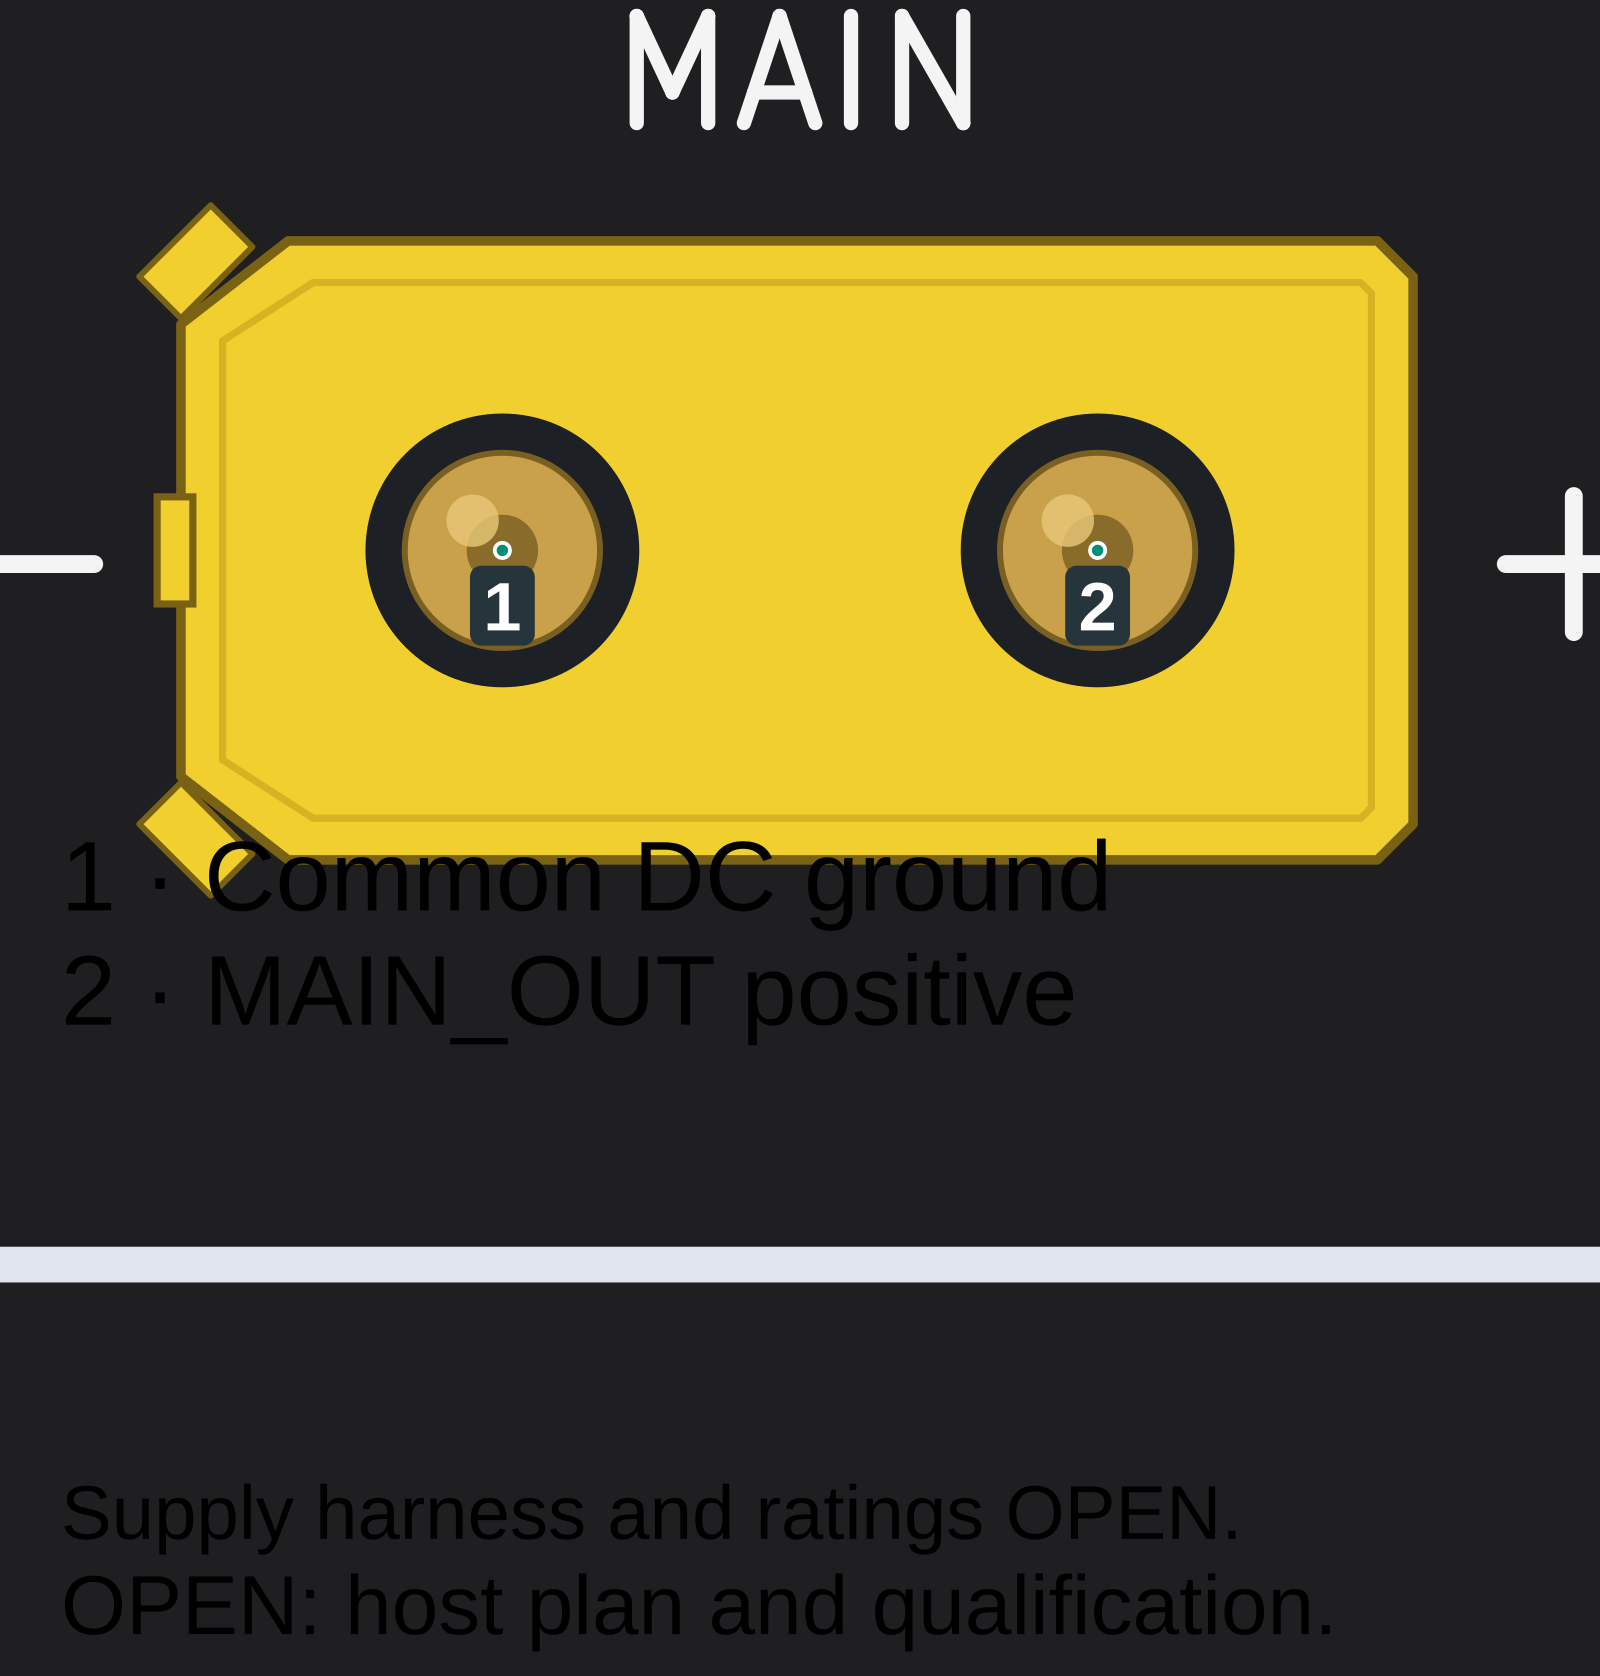 MAIN
− +
1 2
1 · Common DC ground
2 · MAIN_OUT positive
Supply harness and ratings OPEN.
OPEN: host plan and qualification.